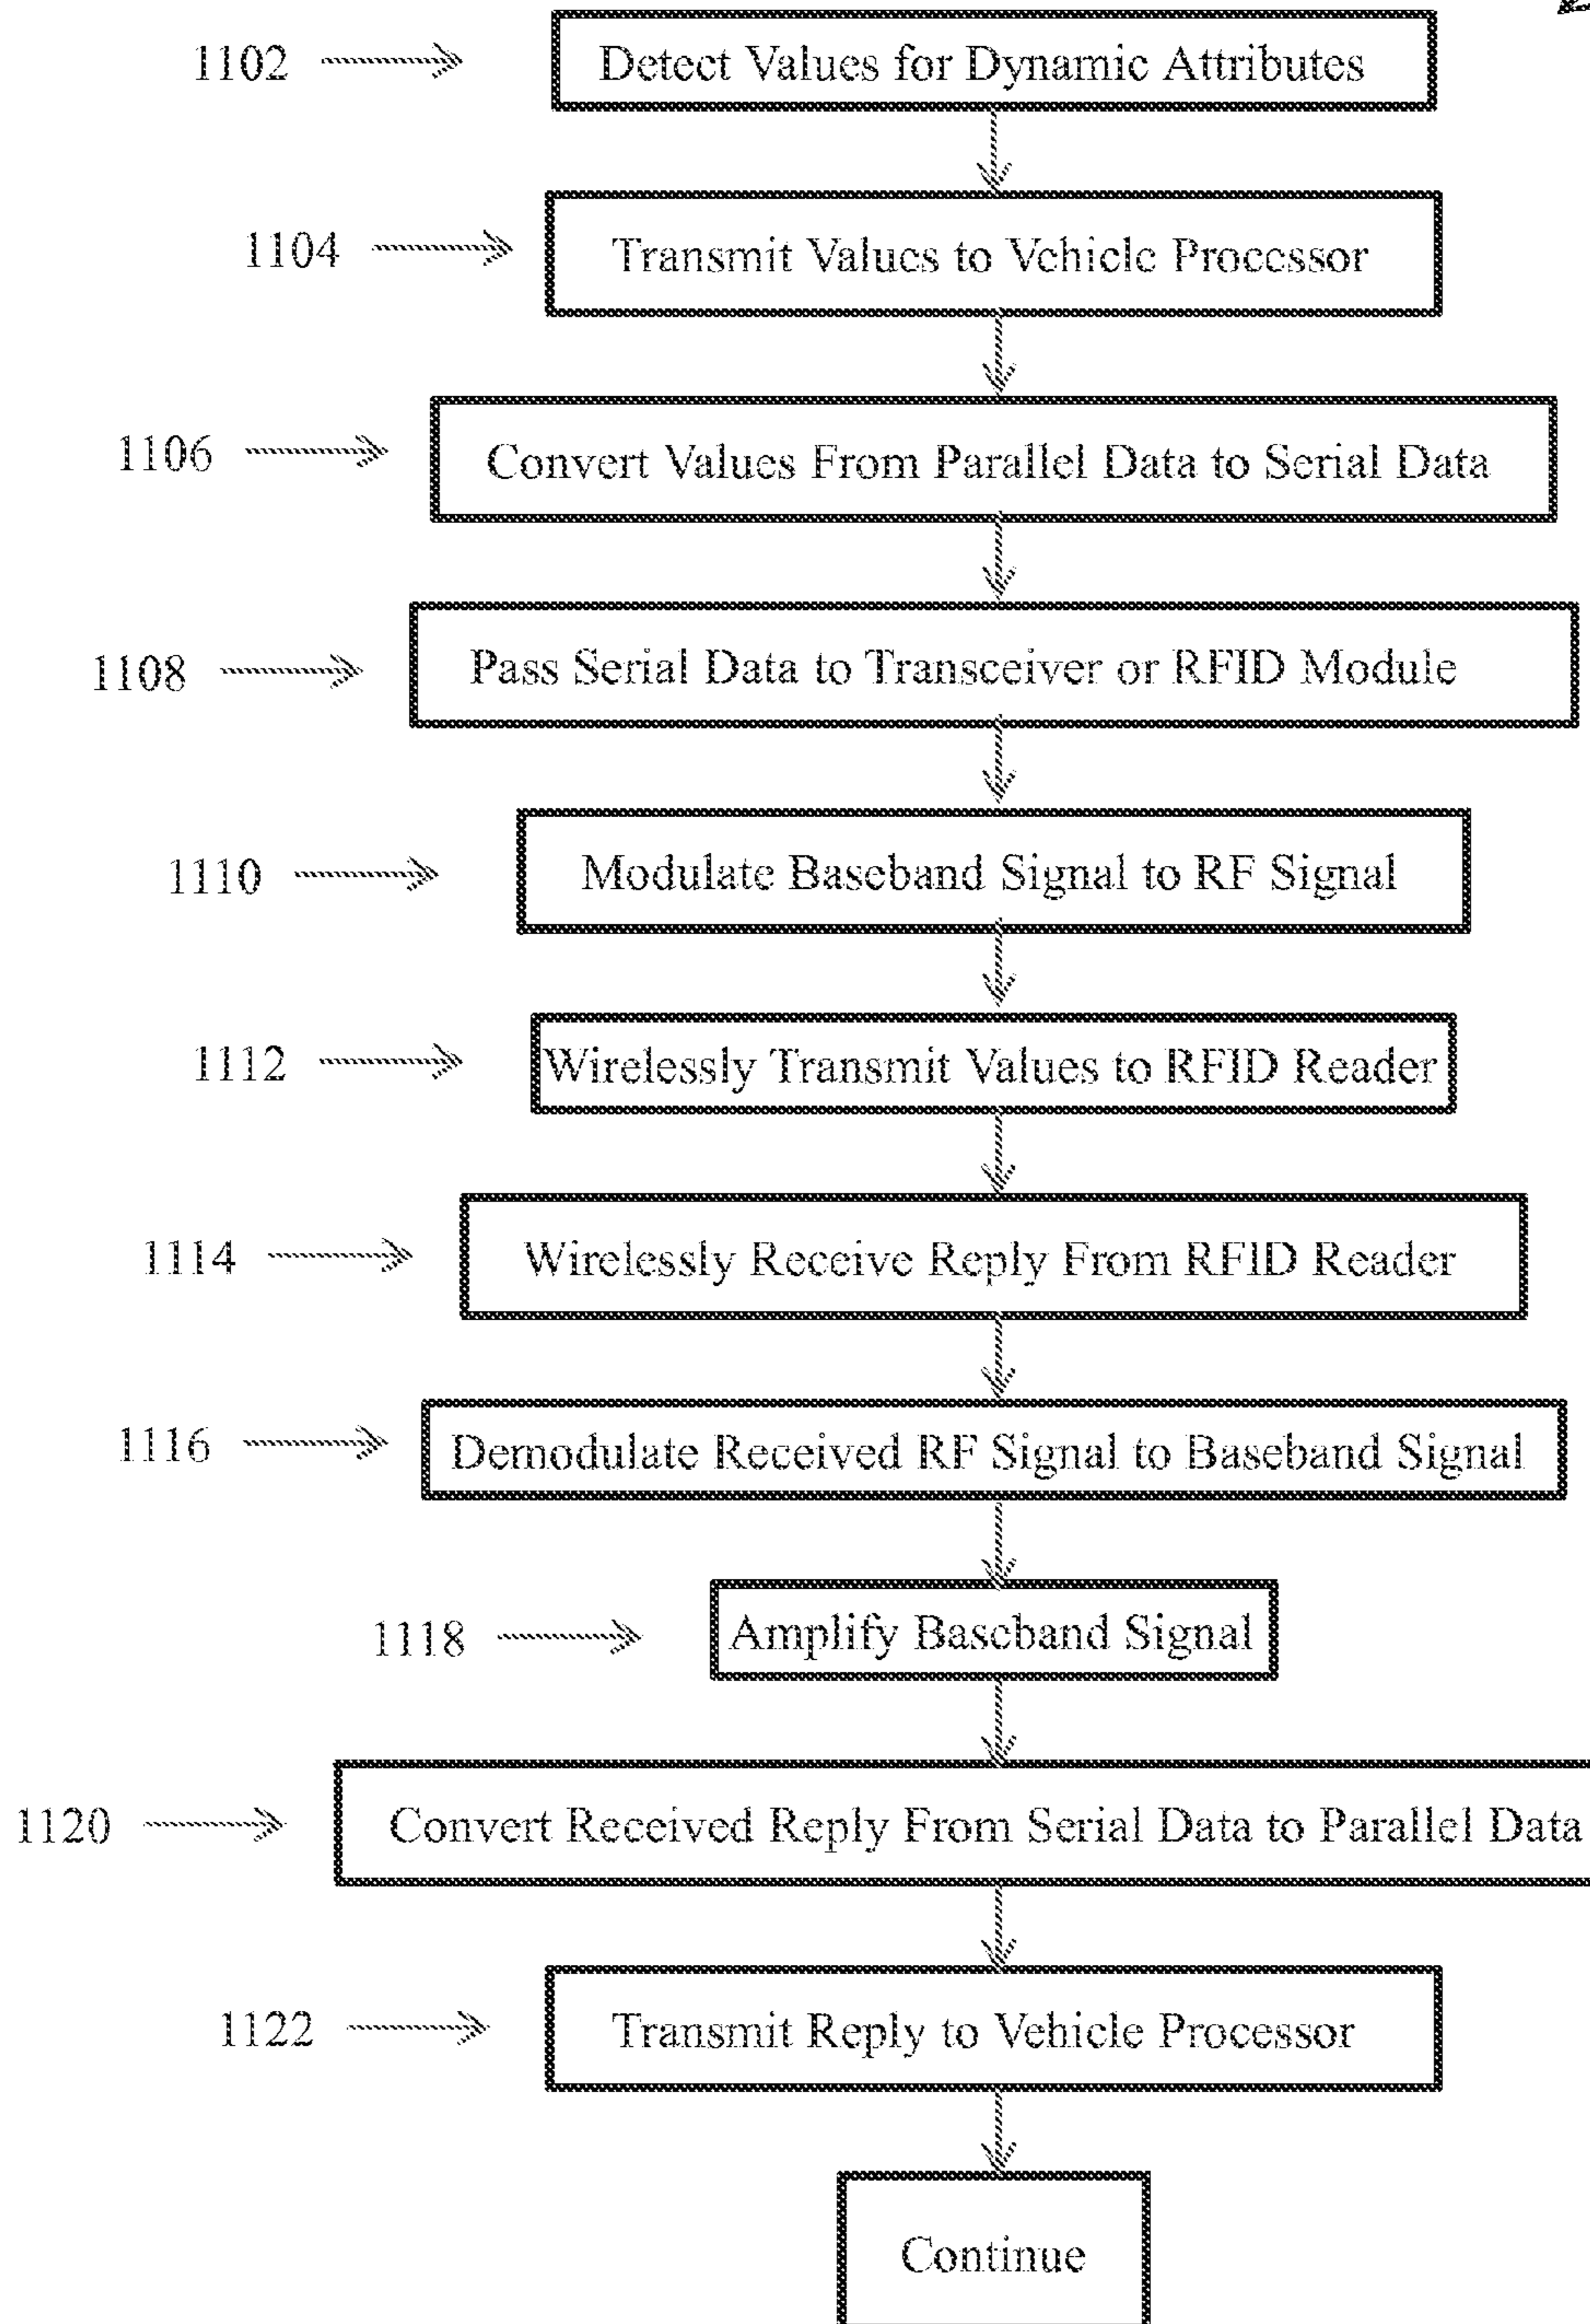 1102 Detect Values for Dynamic Attributes
1104 Transmit Values to Vehicle Processor
1106 Convert Values From Parallel Data to Serial Data
1108 Pass Serial Data to Transceiver or RFID Module
1110 Modulate Baseband Signal to RF Signal
1112 Wirelessly Transmit Values to RFID Reader
1114 Wirelessly Receive Reply From RFID Reader
1116 Demodulate Received RF Signal to Baseband Signal
1118 Amplify Baseband Signal
1120 Convert Received Reply From Serial Data to Parallel Data
1122 Transmit Reply to Vehicle Processor
Continue